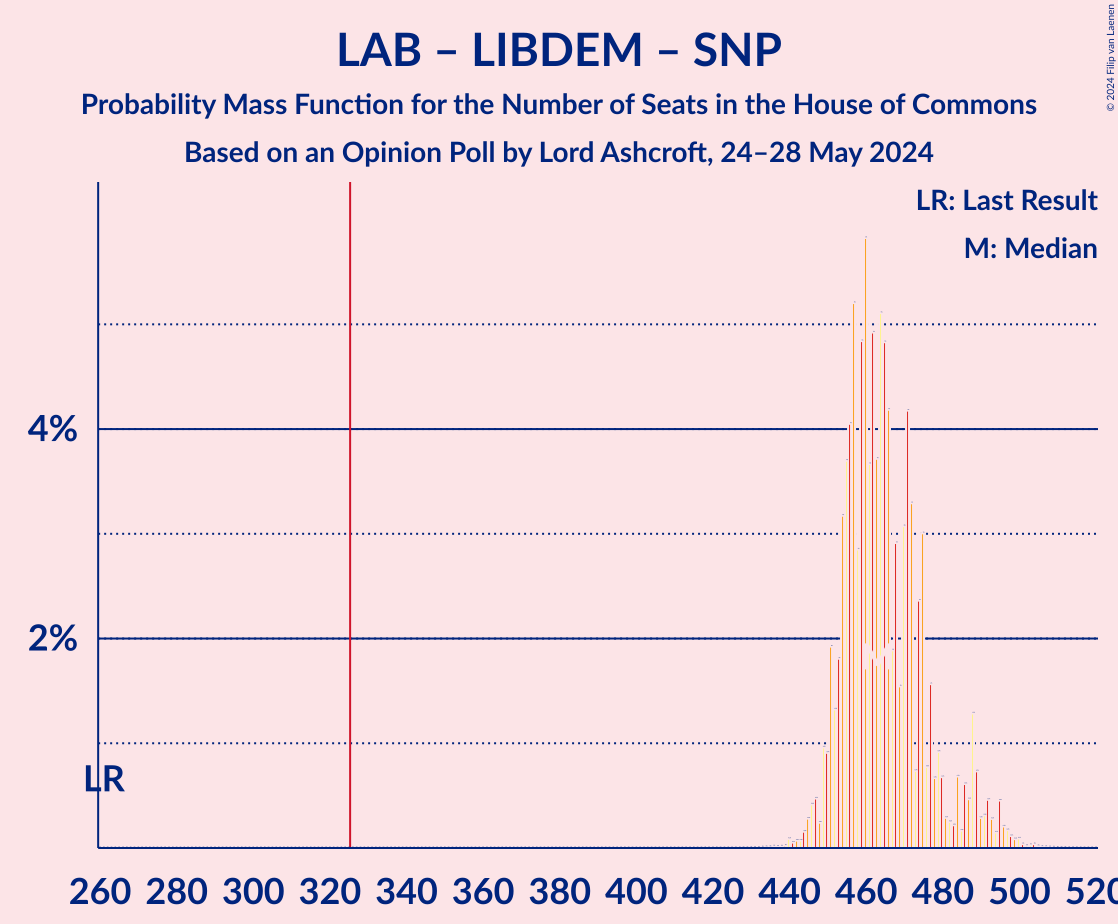 LAB – LIBDEM – SNP
Probability Mass Function for the Number of Seats in the House of Commons
Based on an Opinion Poll by Lord Ashcroft, 24–28 May 2024
© 2024 Filip van Laenen
LR: Last Result
M: Median
4%
2%
LR
M
260 280 300 320 340 360 380 400 420 440 460 480 500 520